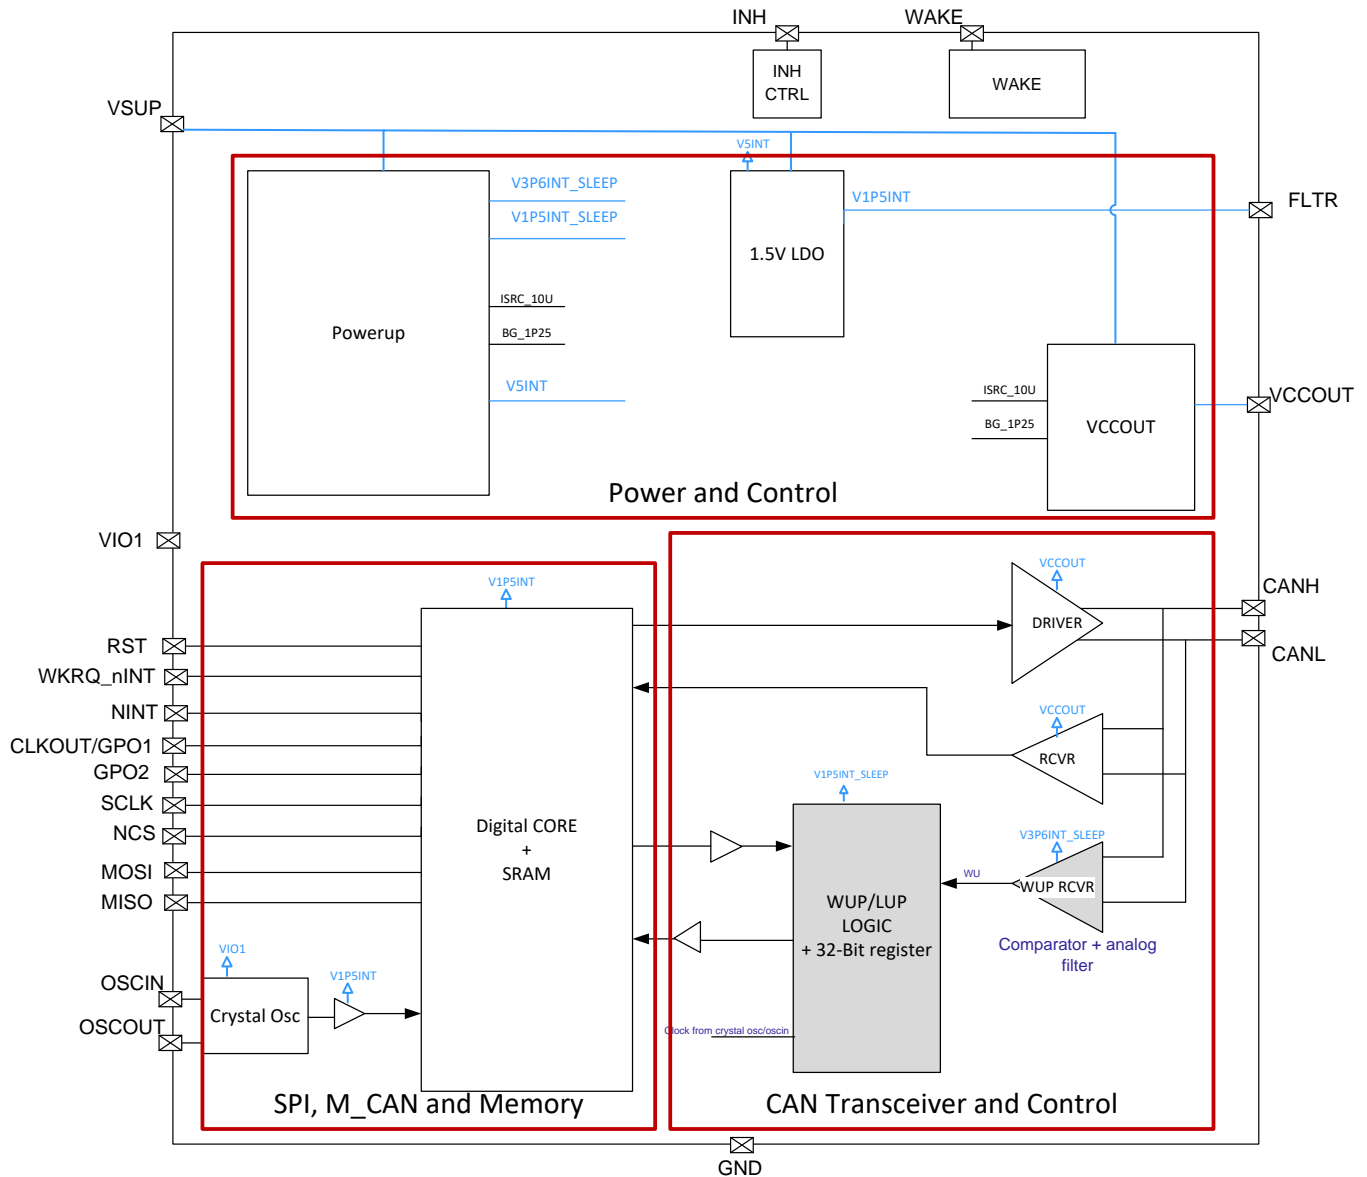 INH
WAKE
INH
CTRL
WAKE
VSUP
V5INT
V3P6INT_SLEEP
V1P5INT_SLEEP
V1P5INT
FLTR
1.5V LDO
ISRC_10U
Powerup
BG_1P25
V5INT
ISRC_10U
BG_1P25
VCCOUT
VCCOUT
Power and Control
VIO1
V1P5INT
VCCOUT
CANH
DRIVER
CANL
RST
WKRQ_nINT
NINT
CLKOUT/GPO1
GPO2
SCLK
NCS
MOSI
MISO
VCCOUT
RCVR
V1P5INT_SLEEP
Digital CORE
+
SRAM
V3P6INT_SLEEP
WU
WUP RCVR
WUP/LUP
LOGIC
+ 32-Bit register
Comparator + analog
filter
VIO1
V1P5INT
OSCIN
OSCOUT
Crystal Osc
Clock from crystal osc/oscin
SPI, M_CAN and Memory
CAN Transceiver and Control
GND